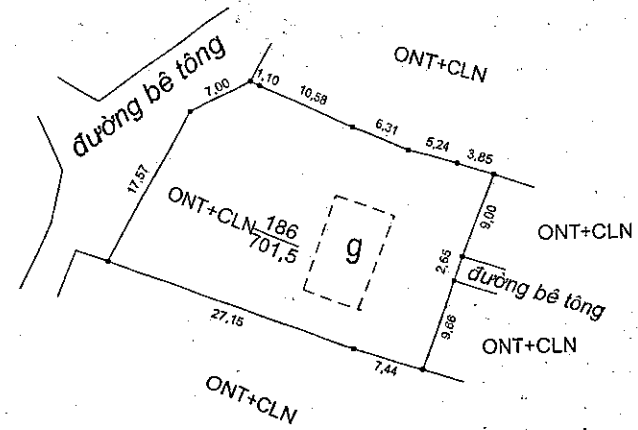 đường bê tông
ONT+CLN
7,00
1,10
10,58
6,31
5,24
3,85
17,57
ONT+CLN
186
701,5
g
9,00
ONT+CLN
2,65
đường bê tông
9,66
ONT+CLN
27,15
7,44
ONT+CLN